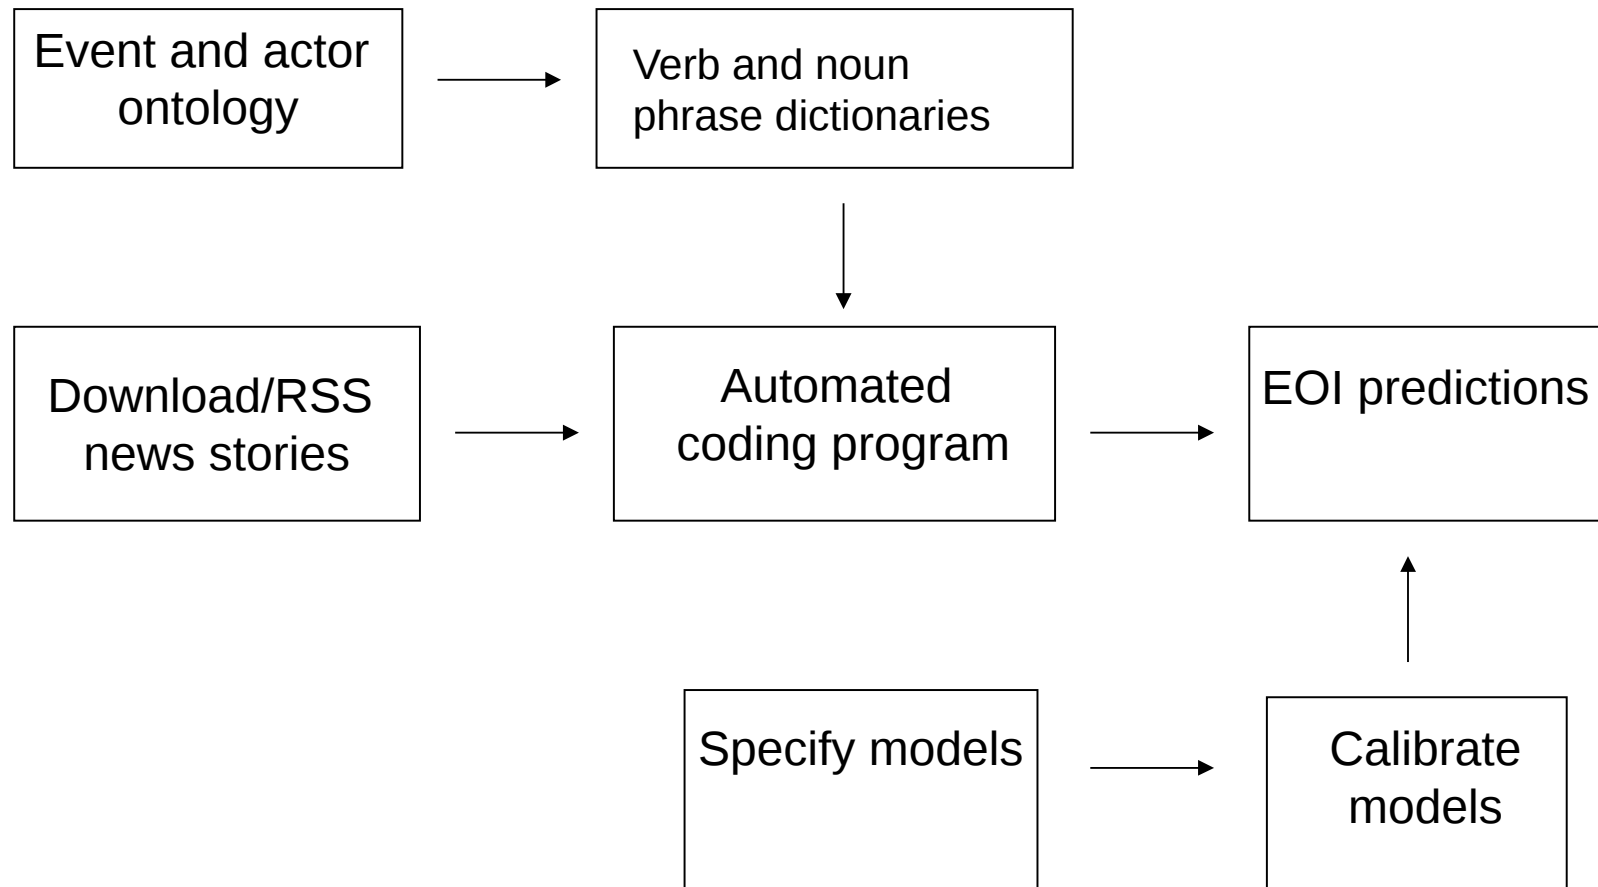 Event and actor
ontology
Verb and noun
phrase dictionaries
Download/RSS
news stories
Automated
coding program
EOI predictions
Specify models
Calibrate
models